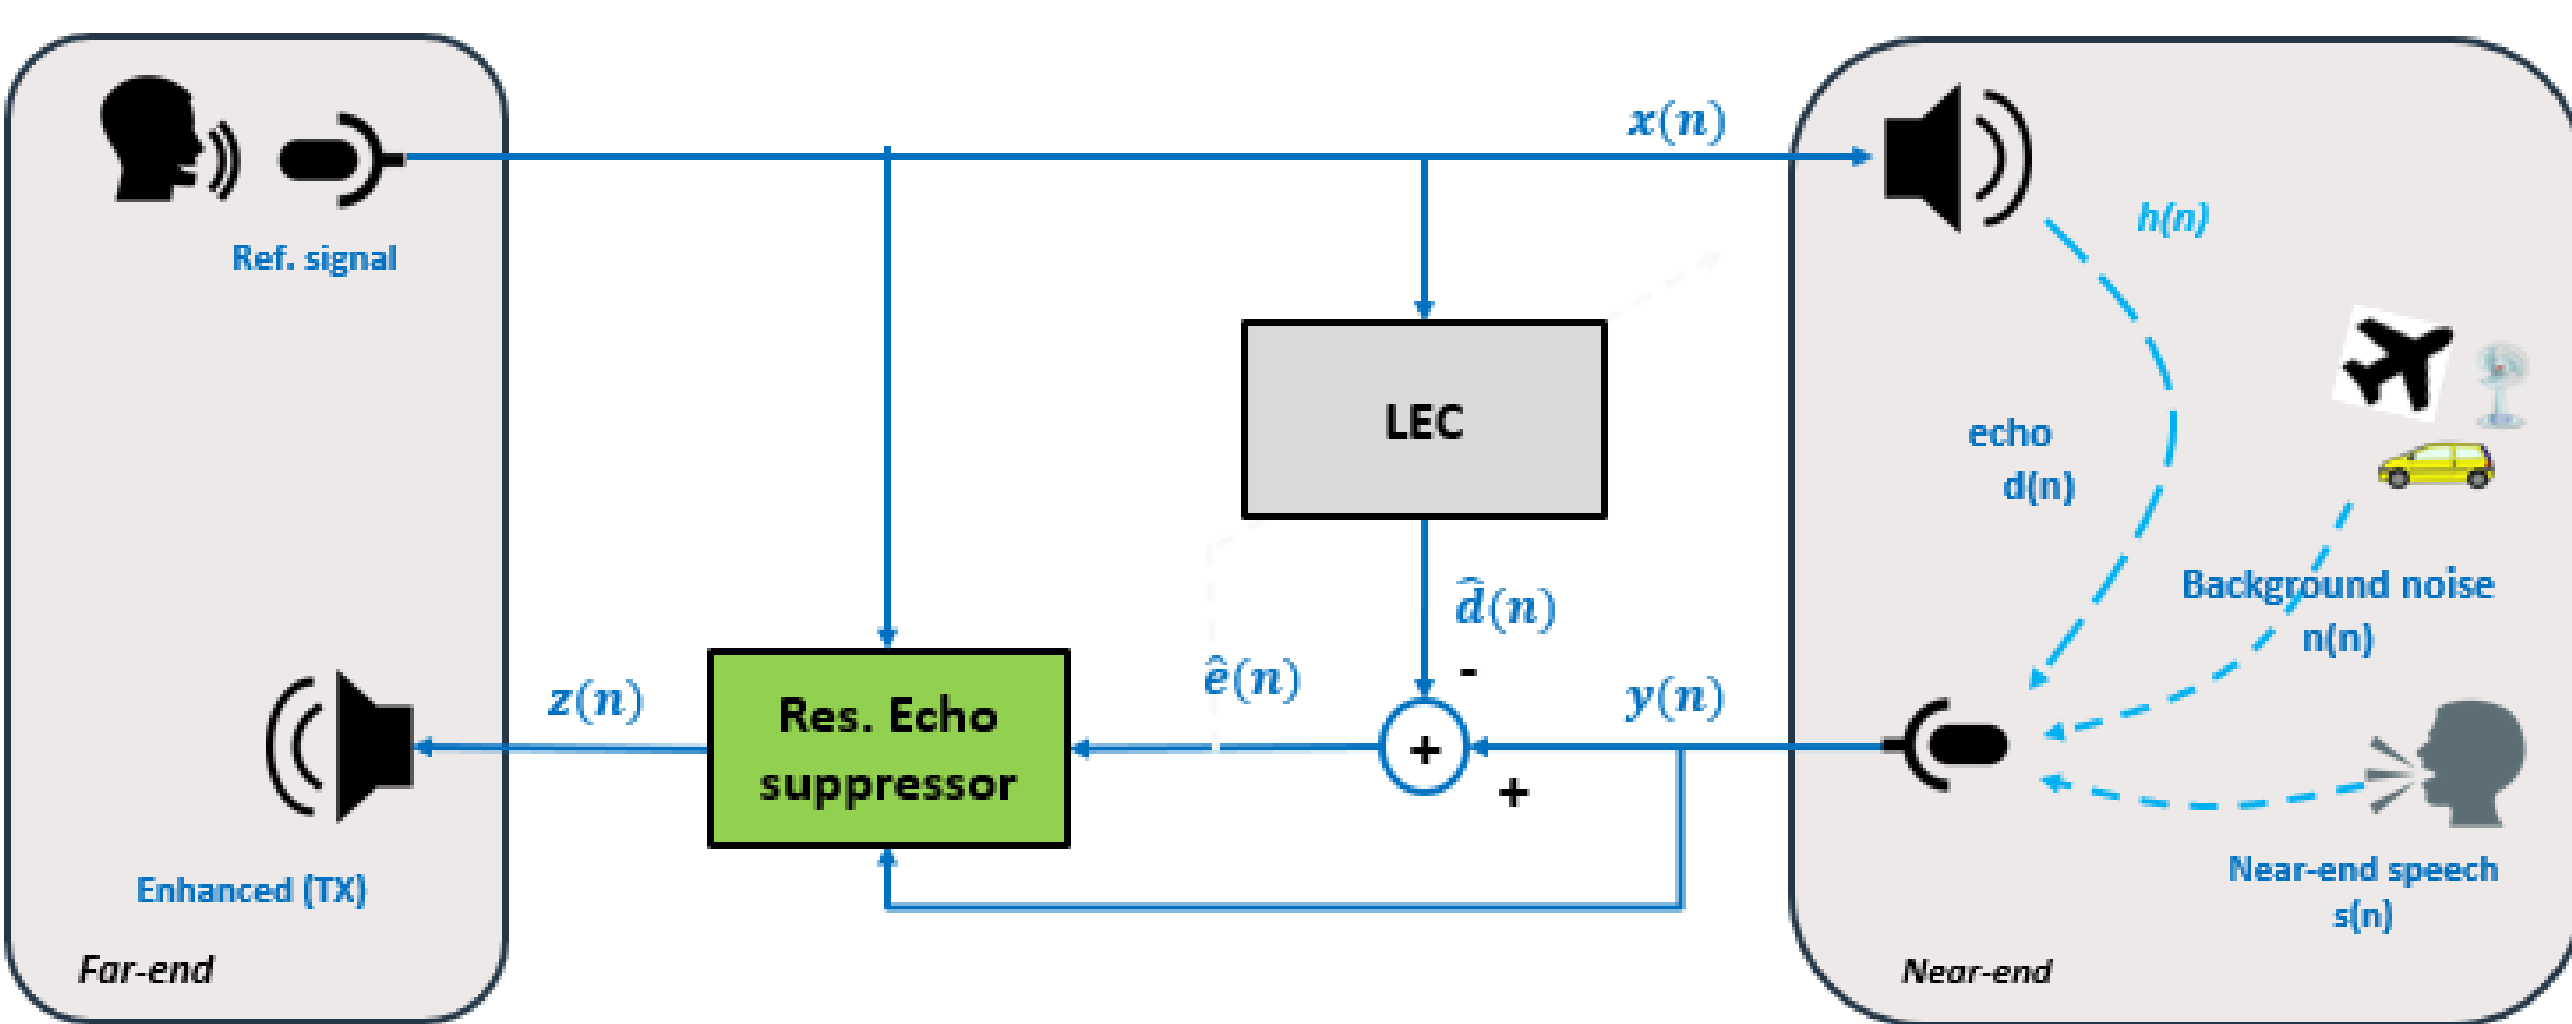 x(n)
h(n)
Ref. signal
LEC
echo
d(n)
d̂(n)
Background noise
n(n)
-
ê(n)
y(n)
z(n)
Res. Echo
suppressor
+
+
Near-end speech
s(n)
Enhanced (TX)
Far-end
Near-end